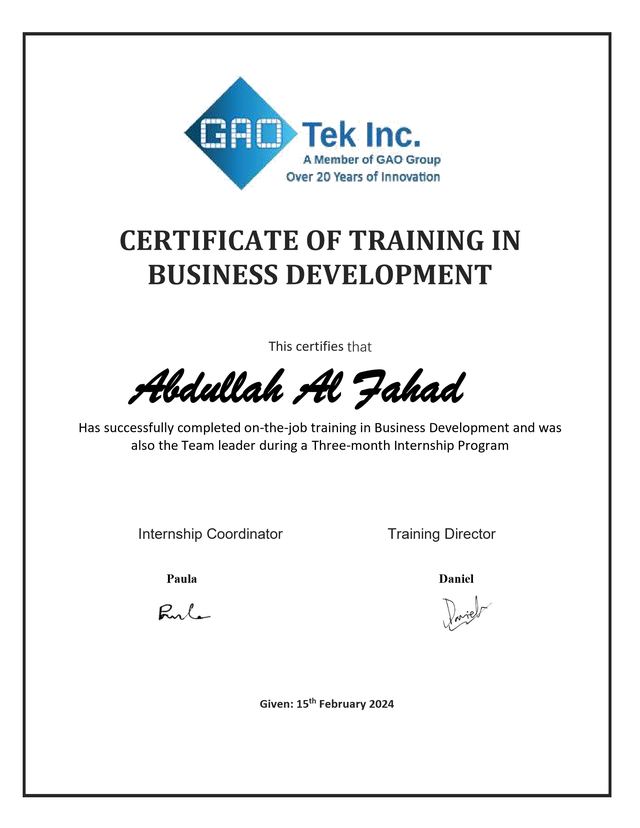 GAO Tek Inc.
A Member of GAO Group
Over 20 Years of Innovation
CERTIFICATE OF TRAINING IN
BUSINESS DEVELOPMENT
This certifies that
Abdullah Al Fahad
Has successfully completed on-the-job training in Business Development and was
also the Team leader during a Three-month Internship Program
Internship Coordinator Training Director
Paula Daniel
Paula Daniel
Given: 15th February 2024